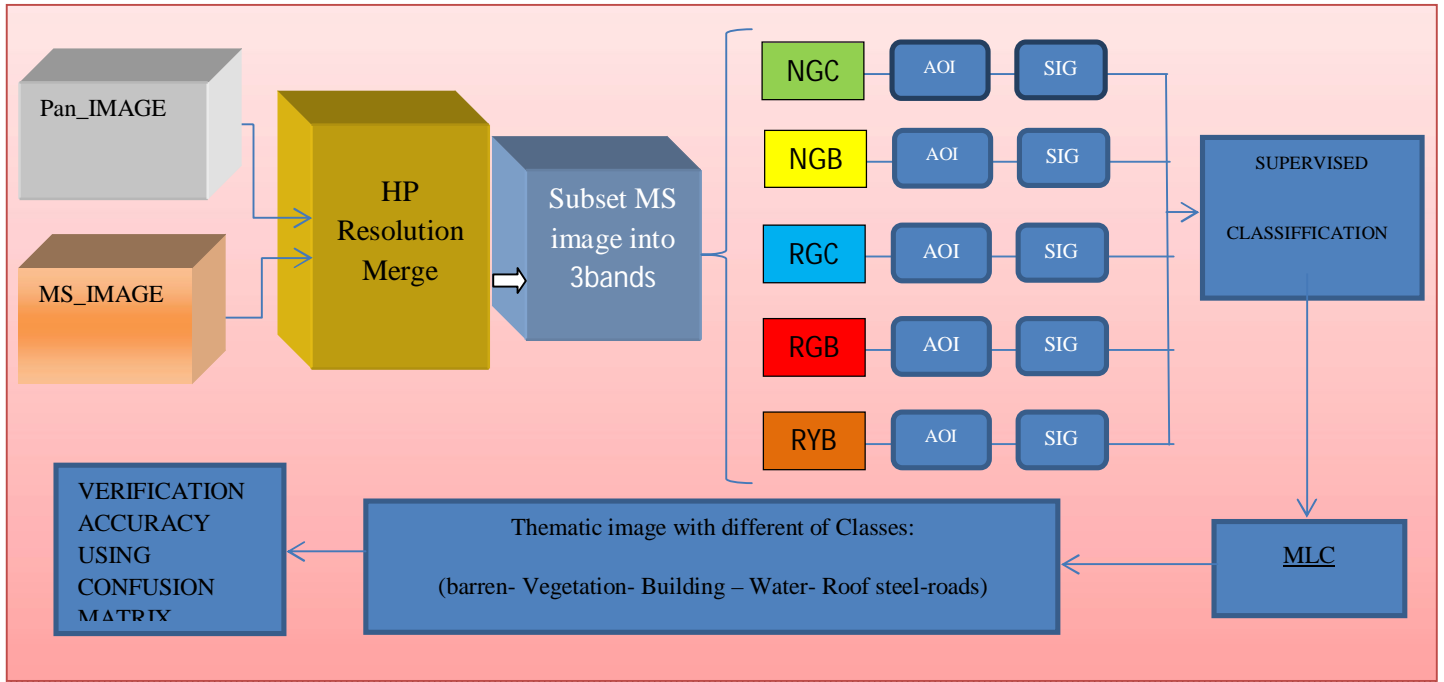 Pan_IMAGE
MS_IMAGE
HP
Resolution
Merge
Subset MS
image into
3bands
NGC
AOI
SIG
NGB
AOI
SIG
RGC
AOI
SIG
RGB
AOI
SIG
RYB
AOI
SIG
SUPERVISED
CLASSIFFICATION
MLC
Thematic image with different of Classes:
(barren- Vegetation- Building – Water- Roof steel-roads)
VERIFICATION
ACCURACY
USING
CONFUSION
MATRIX